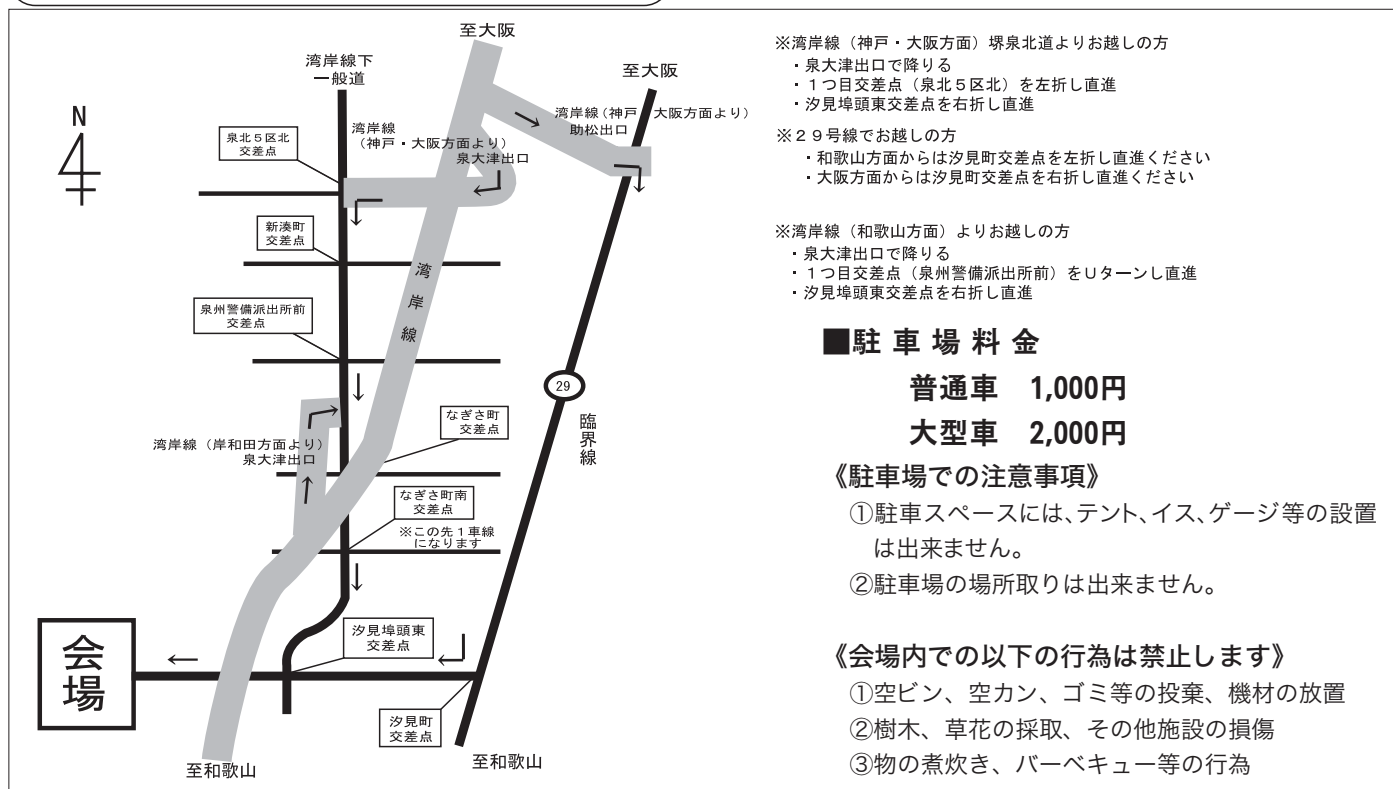 至大阪
湾岸線下
一般道
至大阪
N
泉北５区北
交差点
湾岸線
（神戸・大阪方面より）
泉大津出口
湾岸線（神戸・大阪方面より）
助松出口
新湊町
交差点
湾岸線
泉州警備派出所前
交差点
29
臨界線
なぎさ町
交差点
湾岸線（岸和田方面より）
泉大津出口
なぎさ町南
交差点
※この先１車線
になります
汐見埠頭東
交差点
会場
汐見町
交差点
至和歌山
至和歌山
※湾岸線（神戸・大阪方面）堺泉北道よりお越しの方
・泉大津出口で降りる
・１つ目交差点（泉北５区北）を左折し直進
・汐見埠頭東交差点を右折し直進
※２９号線でお越しの方
・和歌山方面からは汐見町交差点を左折し直進ください
・大阪方面からは汐見町交差点を右折し直進ください
※湾岸線（和歌山方面）よりお越しの方
・泉大津出口で降りる
・１つ目交差点（泉州警備派出所前）をＵターンし直進
・汐見埠頭東交差点を右折し直進
■駐車場料金
普通車　1,000円
大型車　2,000円
《駐車場での注意事項》
①駐車スペースには、テント、イス、ゲージ等の設置
は出来ません。
②駐車場の場所取りは出来ません。
《会場内での以下の行為は禁止します》
①空ビン、空カン、ゴミ等の投棄、機材の放置
②樹木、草花の採取、その他施設の損傷
③物の煮炊き、バーベキュー等の行為